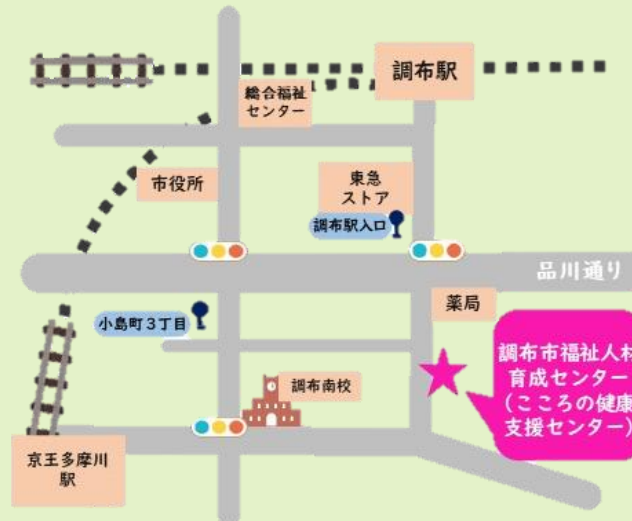 調布駅
総合福祉
センター
市役所
東急
ストア
調布駅入口
品川通り
薬局
小島町3丁目
調布市福祉人材
育成センター
(こころの健康
支援センター)
調布南校
京王多摩川
駅